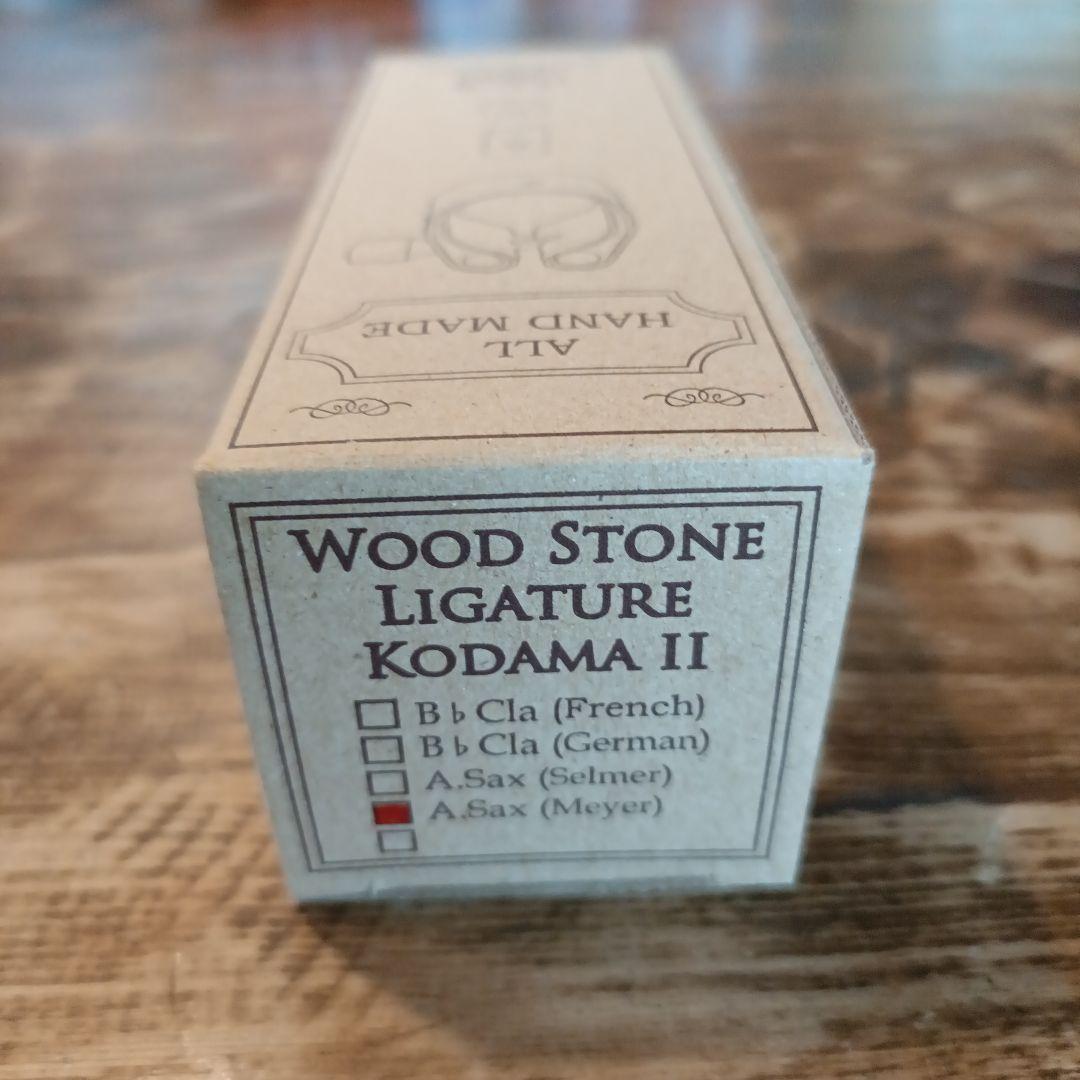 ALL
HAND MADE
WOOD STONE
LIGATURE
KODAMA II
B♭Cla (French)
B♭Cla (German)
A.Sax (Selmer)
A.Sax (Meyer)